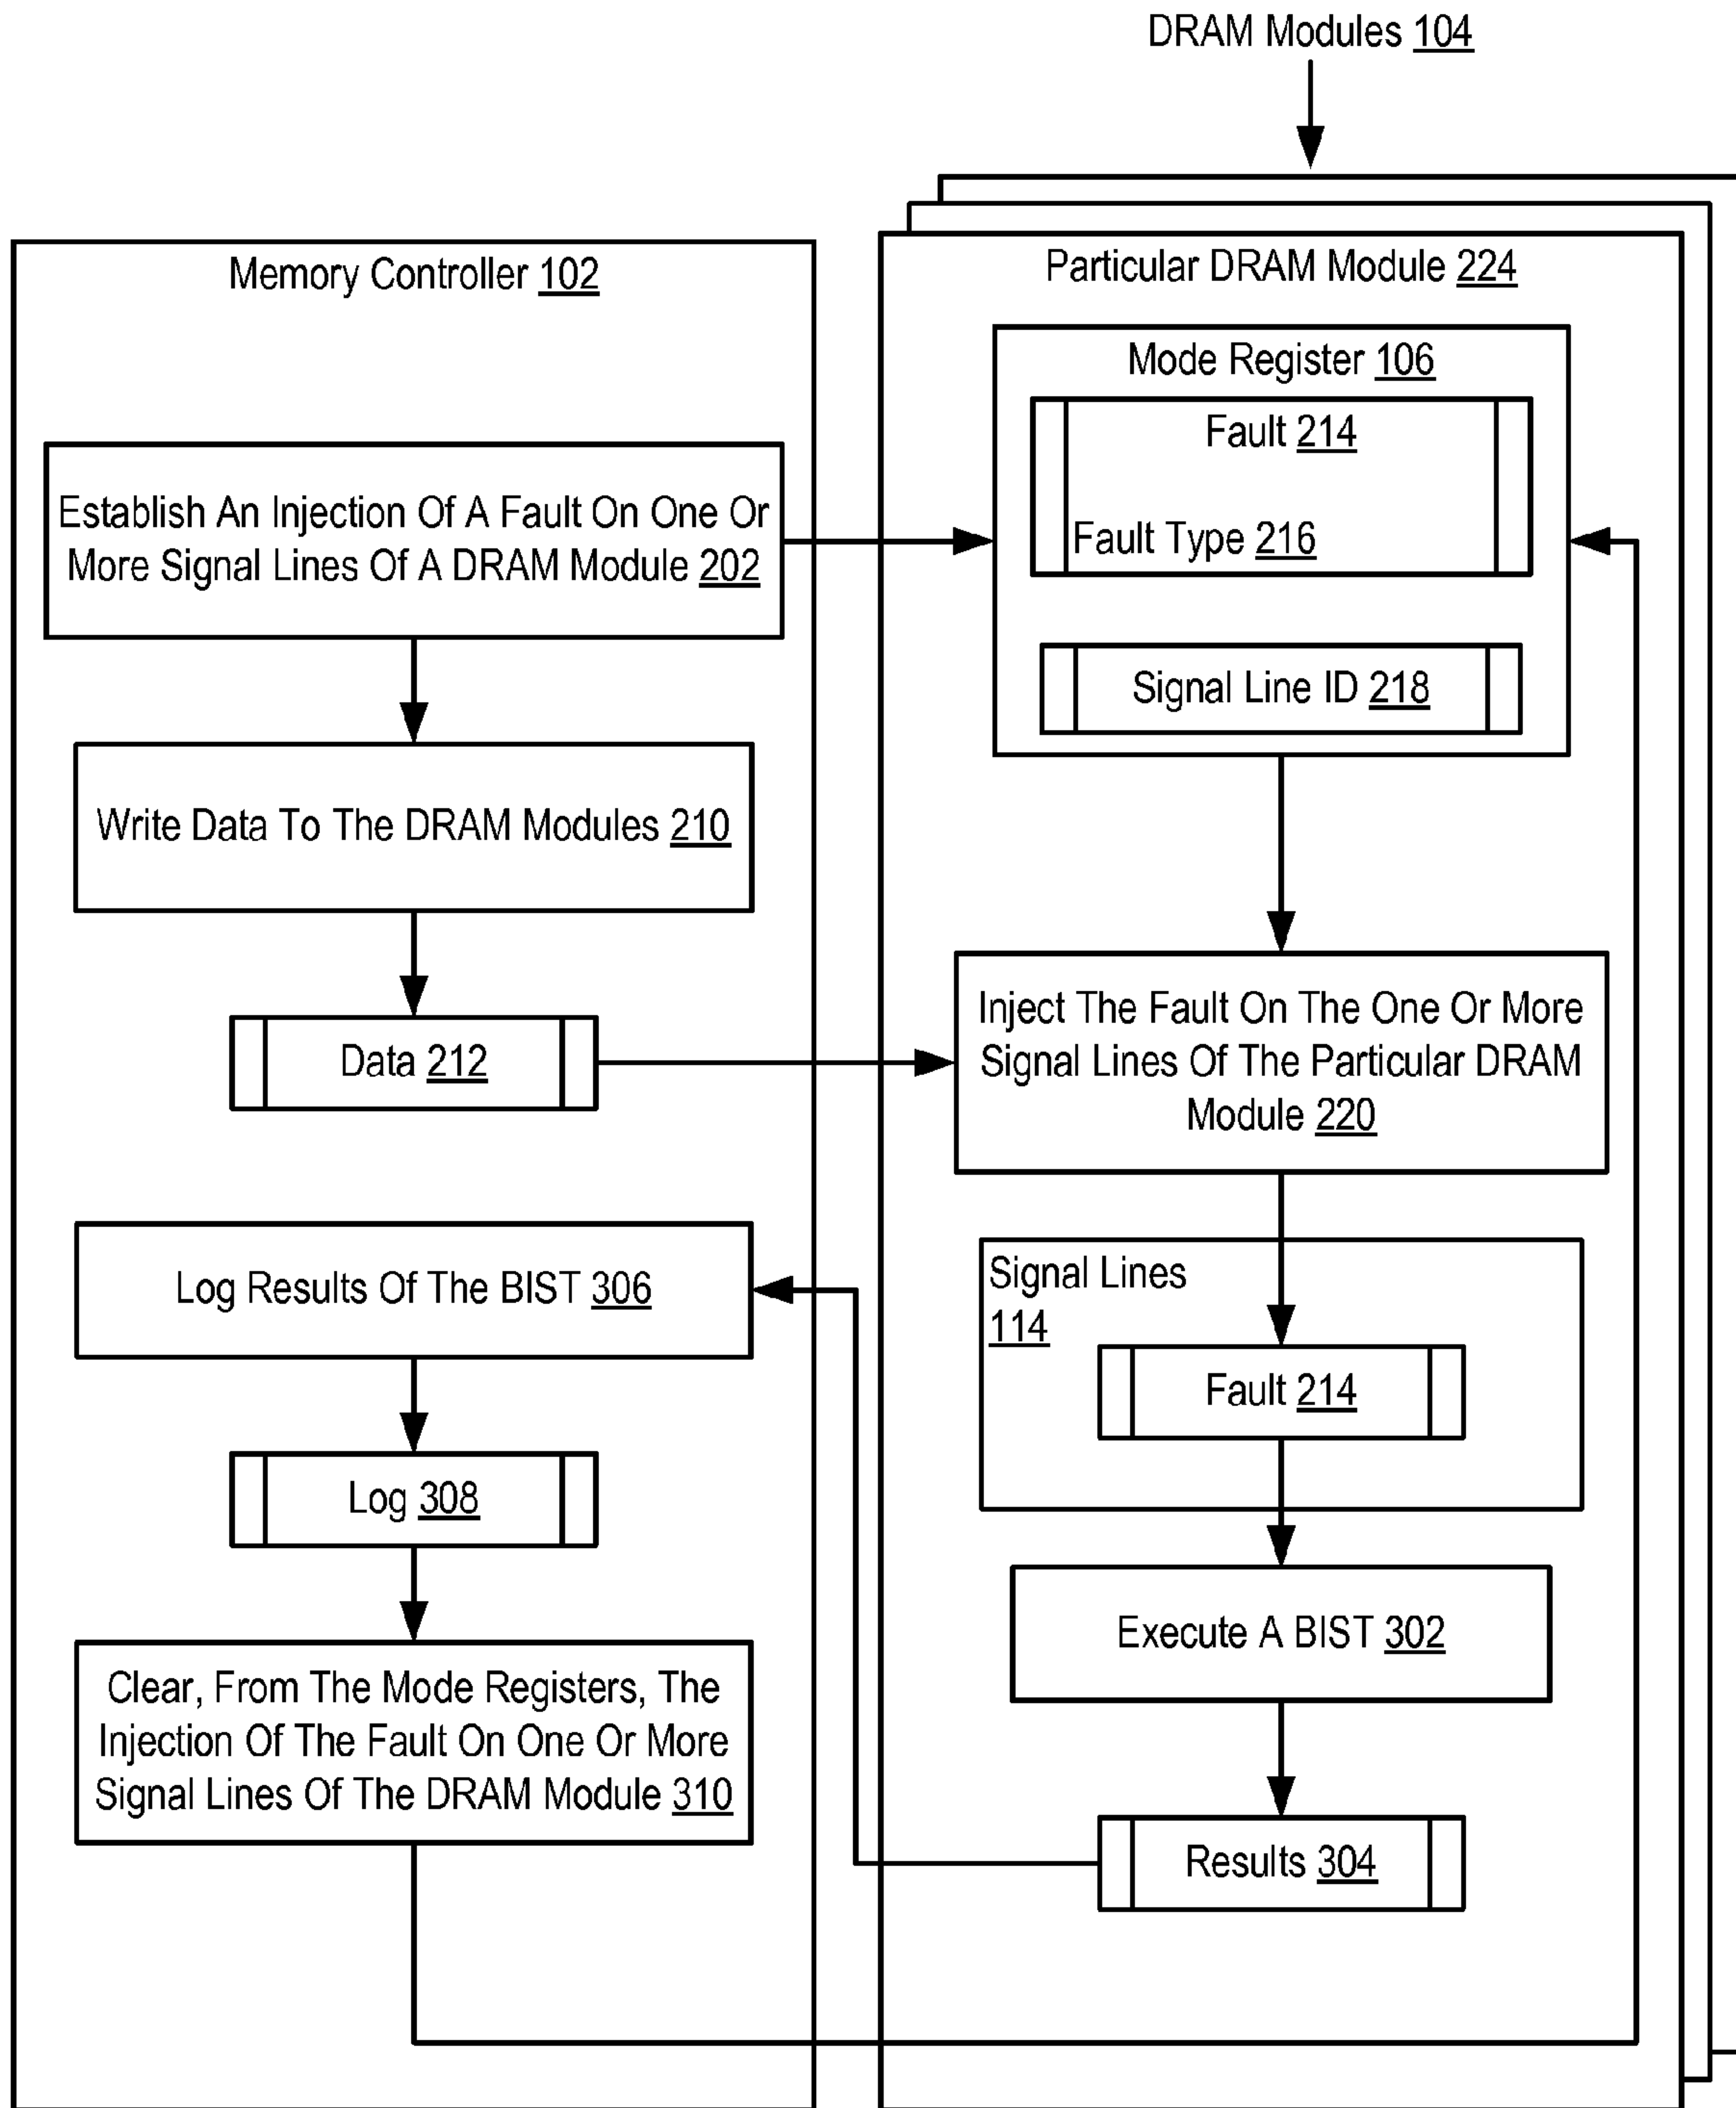 DRAM Modules 104
Memory Controller 102
Establish An Injection Of A Fault On One Or
More Signal Lines Of A DRAM Module 202
Write Data To The DRAM Modules 210
Data 212
Log Results Of The BIST 306
Log 308
Clear, From The Mode Registers, The
Injection Of The Fault On One Or More
Signal Lines Of The DRAM Module 310
Particular DRAM Module 224
Mode Register 106
Fault 214
Fault Type 216
Signal Line ID 218
Inject The Fault On The One Or More
Signal Lines Of The Particular DRAM
Module 220
Signal Lines
114
Fault 214
Execute A BIST 302
Results 304